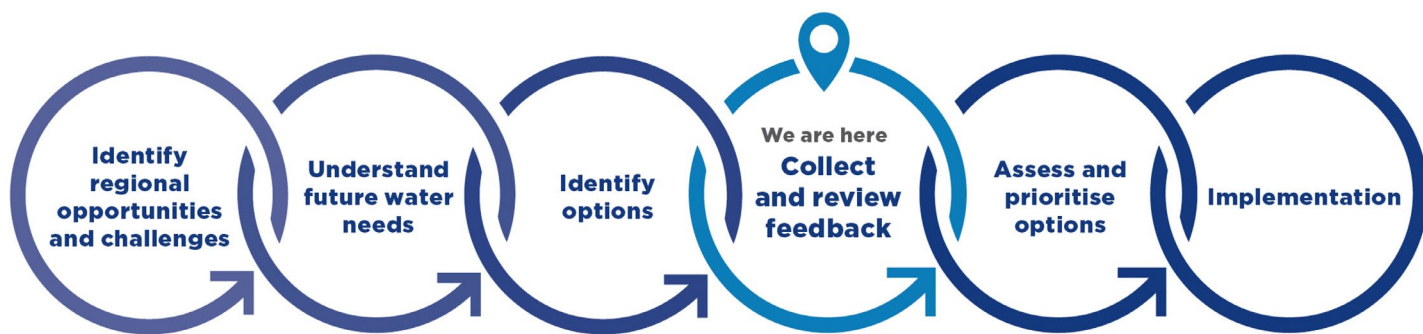 Identify
regional
opportunities
and challenges
Understand
future water
needs
Identify
options
We are here
Collect
and review
feedback
Assess and
prioritise
options
Implementation